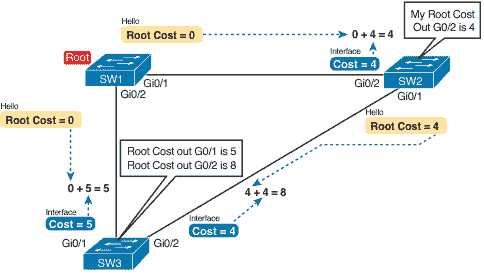 Hello
Root Cost = 0
0 + 4 = 4
My Root Cost
Out G0/2 is 4
Root
Interface
Cost = 4
SW1
Gi0/1
Gi0/2
SW2
Gi0/2
Gi0/1
Hello
Root Cost = 0
Hello
Root Cost = 4
Root Cost out G0/1 is 5
Root Cost out G0/2 is 8
0 + 5 = 5
4 + 4 = 8
Interface
Cost = 5
Interface
Cost = 4
Gi0/1
Gi0/2
SW3